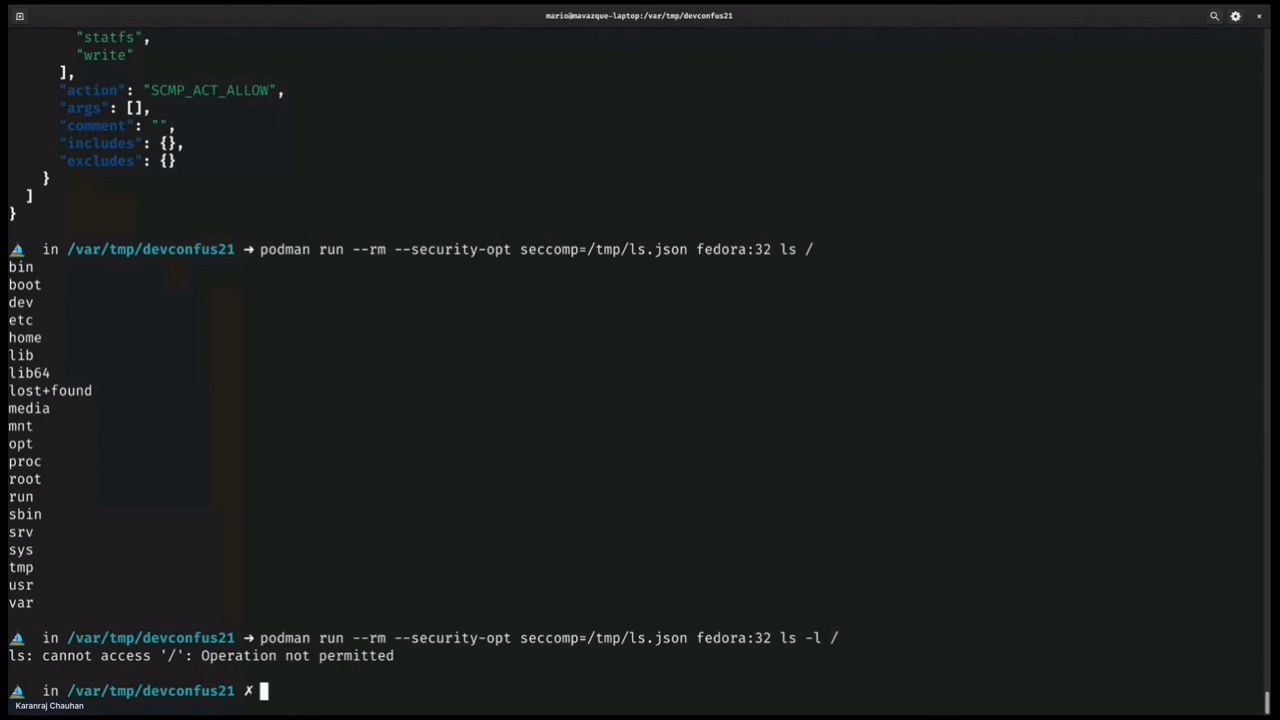 mario@mavazque-laptop:/var/tmp/devconfus21
"statfs",
"write"
],
"action": "SCMP_ACT_ALLOW",
"args": [],
"comment": "",
"includes": {},
"excludes": {}
}
]
}
in /var/tmp/devconfus21 ➜ podman run --rm --security-opt seccomp=/tmp/ls.json fedora:32 ls /
bin
boot
dev
etc
home
lib
lib64
lost+found
media
mnt
opt
proc
root
run
sbin
srv
sys
tmp
usr
var
in /var/tmp/devconfus21 ➜ podman run --rm --security-opt seccomp=/tmp/ls.json fedora:32 ls -l /
ls: cannot access '/': Operation not permitted
in /var/tmp/devconfus21 ✗
Karanraj Chauhan